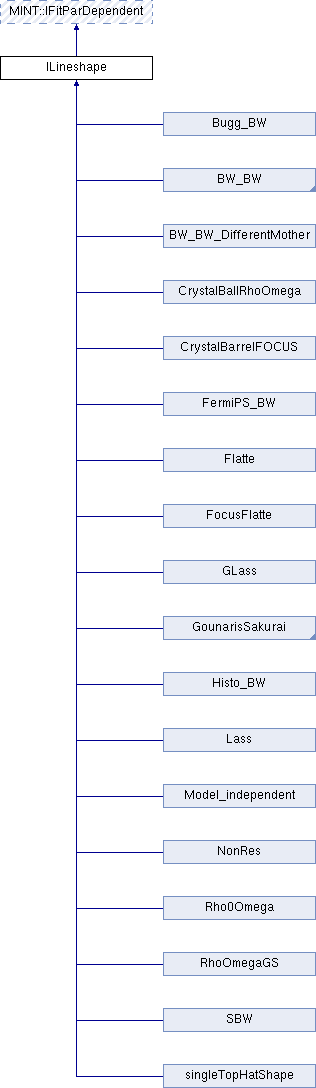 MINT::IFitParDependent
ILineshape
Bugg_BW
BW_BW
BW_BW_DifferentMother
CrystalBallRhoOmega
CrystalBarrelFOCUS
FermiPS_BW
Flatte
FocusFlatte
GLass
GounarisSakurai
Histo_BW
Lass
Model_independent
NonRes
Rho0Omega
RhoOmegaGS
SBW
singleTopHatShape